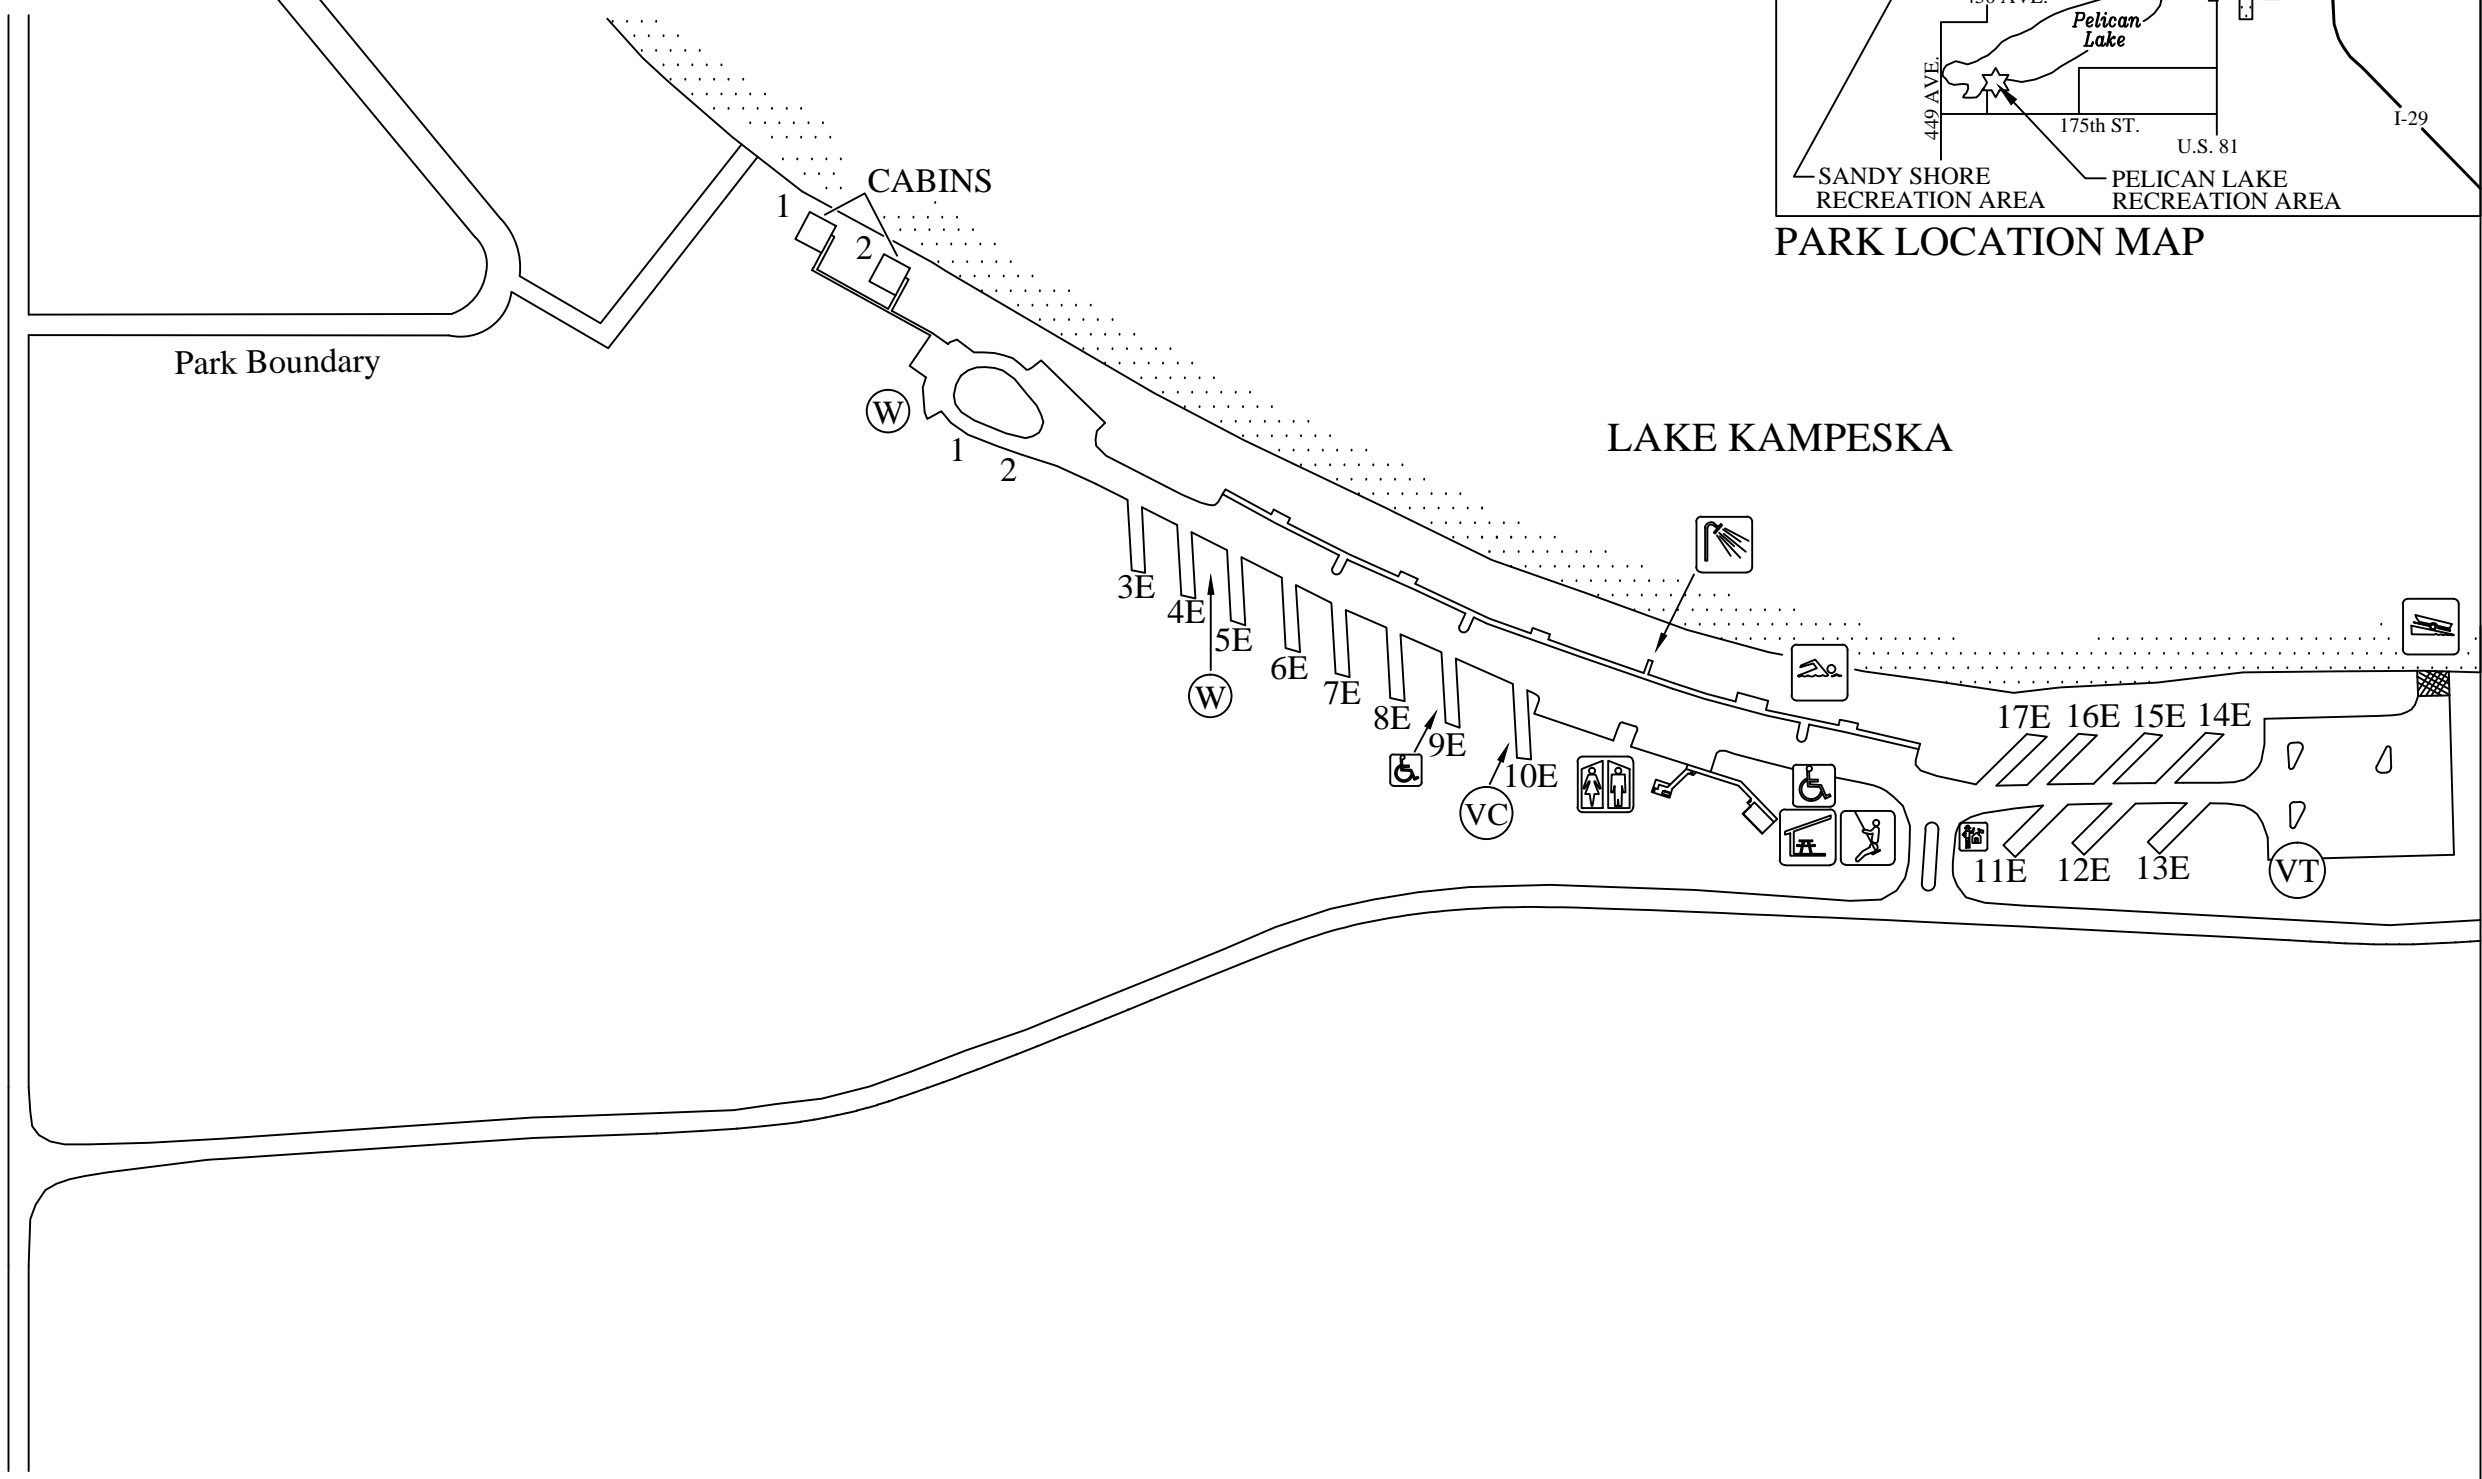 450 AVE.
Pelican
Lake
449 AVE.
175th ST.
I-29
U.S. 81
SANDY SHORE
RECREATION AREA
PELICAN LAKE
RECREATION AREA
PARK LOCATION MAP
CABINS
1
2
Park Boundary
W
1
2
LAKE KAMPESKA
3E
4E
5E
6E
7E
8E
9E
10E
W
VC
17E 16E 15E 14E
11E 12E 13E
VT